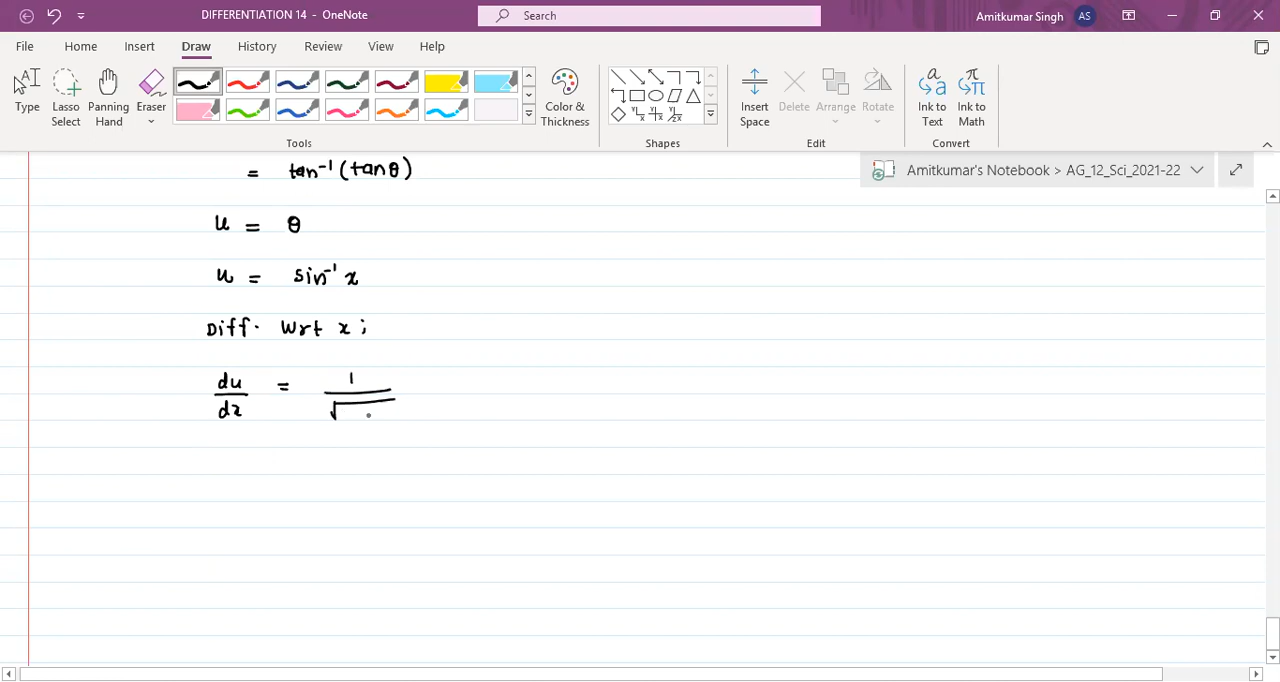 DIFFERENTIATION 14 - OneNote
Search
Amitkumar Singh AS
File Home Insert Draw History Review View Help
Type
Lasso Select
Panning Hand
Eraser
Color & Thickness
Insert Space
Delete
Arrange
Rotate
Ink to Text
Ink to Math
Tools Shapes Edit Convert
Amitkumar's Notebook > AG_12_Sci_2021-22
= tan⁻¹ (tanθ)
u = θ
u = sin⁻¹ x
Diff. wrt x ;
du/dx = 1/√